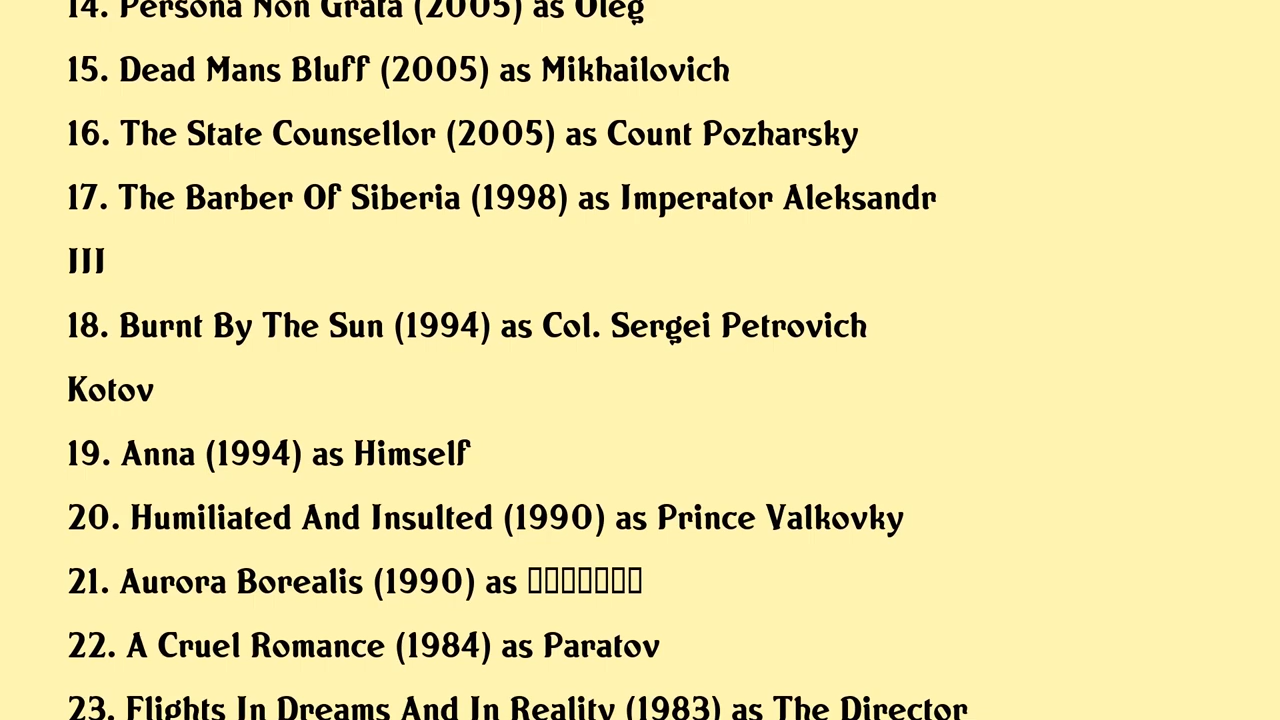 14. Persona Non Grata (2005) as Oleg
15. Dead Mans Bluff (2005) as Mikhailovich
16. The State Counsellor (2005) as Count Pozharsky
17. The Barber Of Siberia (1998) as Imperator Aleksandr
III
18. Burnt By The Sun (1994) as Col. Sergei Petrovich
Kotov
19. Anna (1994) as Himself
20. Humiliated And Insulted (1990) as Prince Valkovky
21. Aurora Borealis (1990) as
22. A Cruel Romance (1984) as Paratov
23. Flights In Dreams And In Reality (1983) as The Director